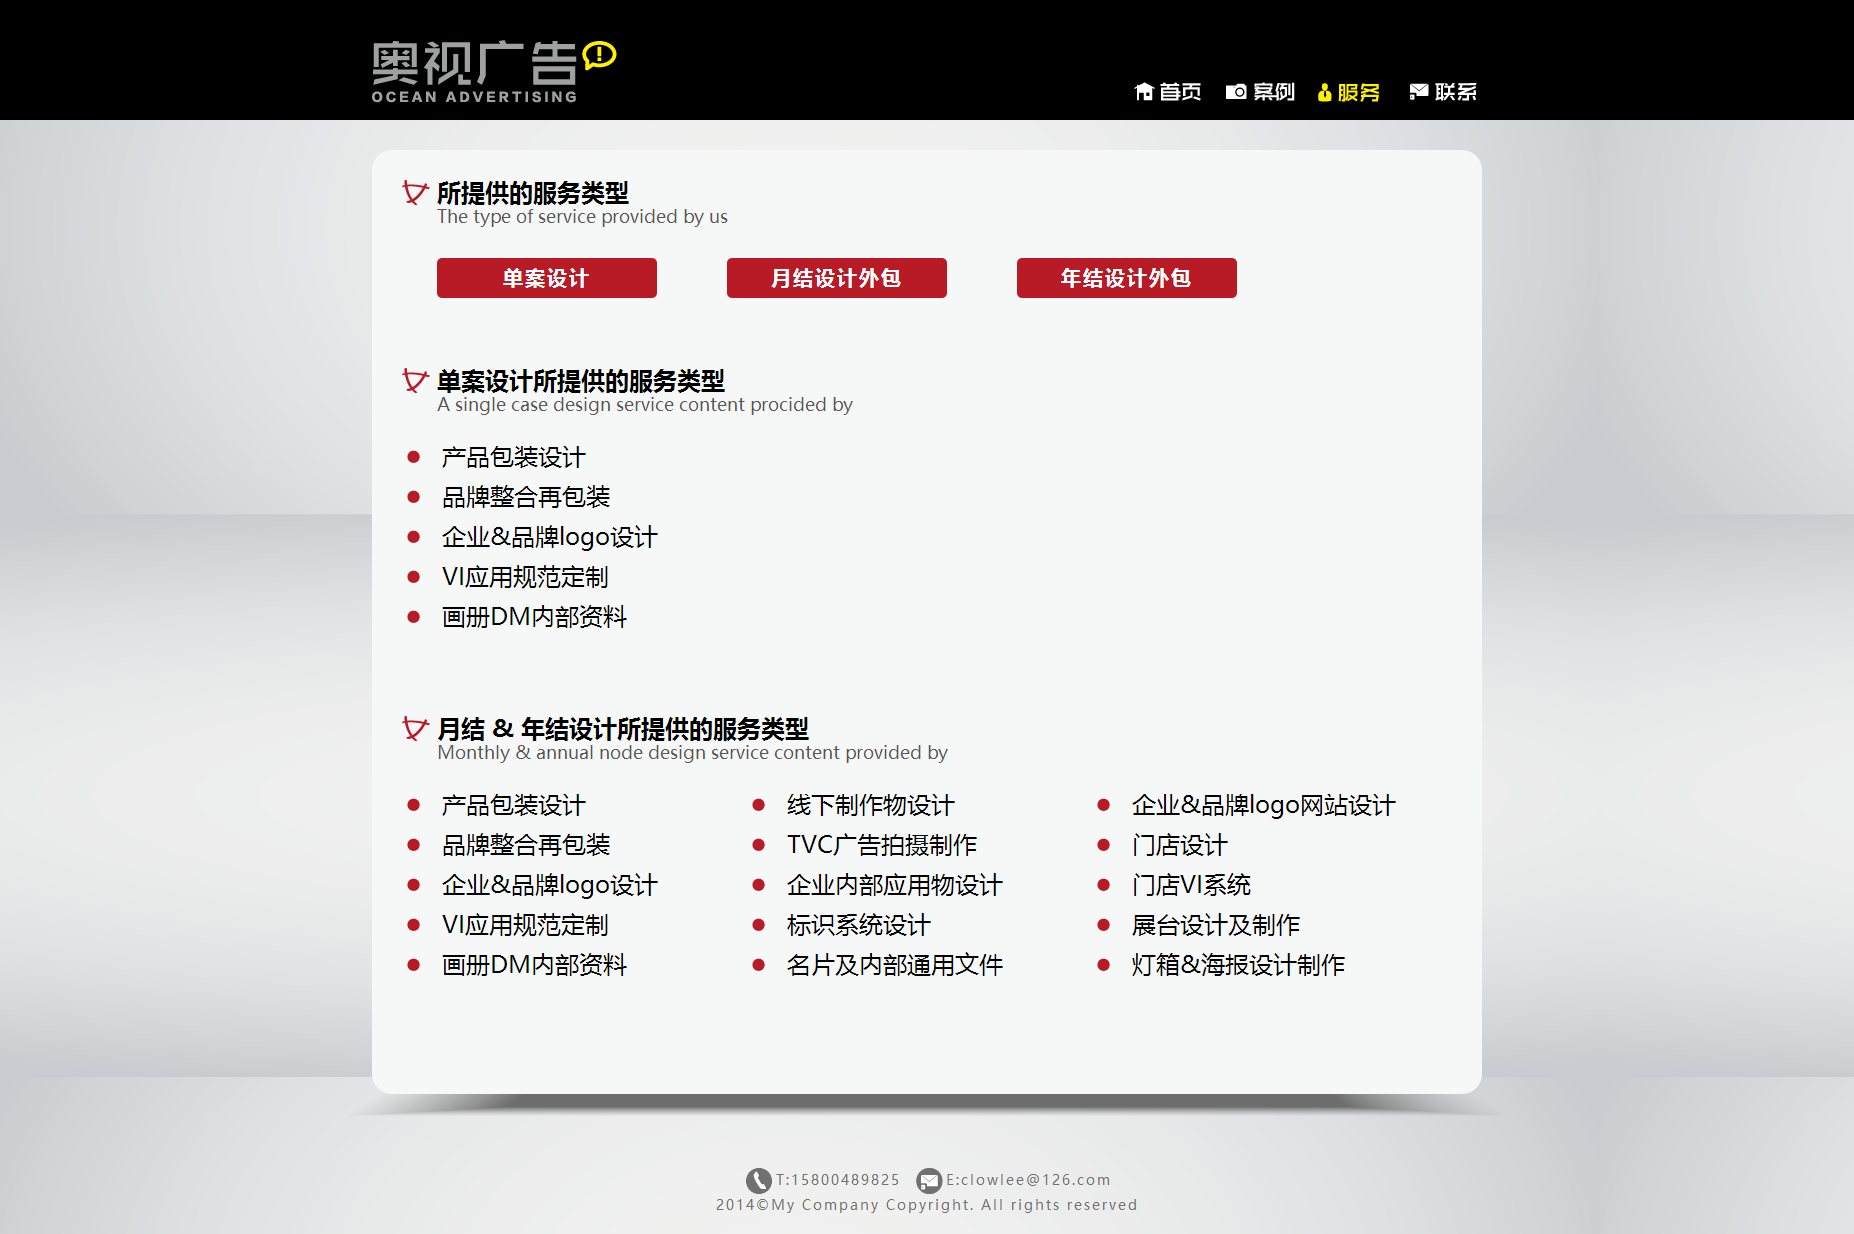 奥视广告
OCEAN ADVERTISING
首页 案例 服务 联系
所提供的服务类型
The type of service provided by us
单案设计 月结设计外包 年结设计外包
单案设计所提供的服务类型
A single case design service content procided by
产品包装设计
品牌整合再包装
企业&品牌logo设计
VI应用规范定制
画册DM内部资料
月结 & 年结设计所提供的服务类型
Monthly & annual node design service content provided by
产品包装设计 线下制作物设计 企业&品牌logo网站设计
品牌整合再包装 TVC广告拍摄制作 门店设计
企业&品牌logo设计 企业内部应用物设计 门店VI系统
VI应用规范定制 标识系统设计 展台设计及制作
画册DM内部资料 名片及内部通用文件 灯箱&海报设计制作
T:15800489825 E:clowlee@126.com
2014©My Company Copyright. All rights reserved